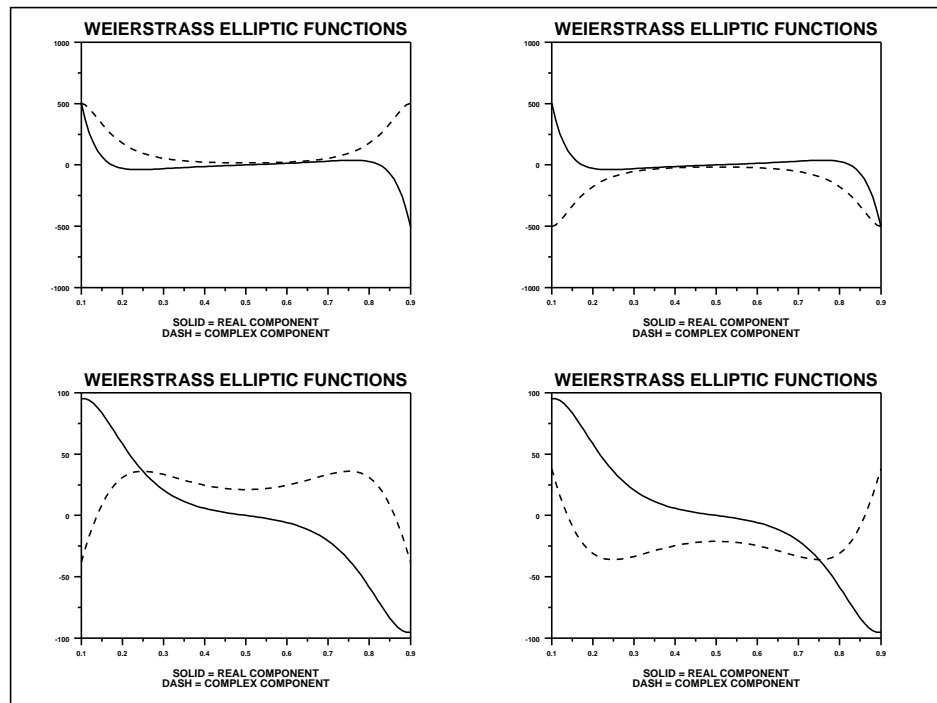 WEIERSTRASS ELLIPTIC FUNCTIONS
1000
500
0
-500
-1000
0.1 0.2 0.3 0.4 0.5 0.6 0.7 0.8 0.9
SOLID = REAL COMPONENT
DASH = COMPLEX COMPONENT
WEIERSTRASS ELLIPTIC FUNCTIONS
1000
500
0
-500
-1000
0.1 0.2 0.3 0.4 0.5 0.6 0.7 0.8 0.9
SOLID = REAL COMPONENT
DASH = COMPLEX COMPONENT
WEIERSTRASS ELLIPTIC FUNCTIONS
100
50
0
-50
-100
0.1 0.2 0.3 0.4 0.5 0.6 0.7 0.8 0.9
SOLID = REAL COMPONENT
DASH = COMPLEX COMPONENT
WEIERSTRASS ELLIPTIC FUNCTIONS
100
50
0
-50
-100
0.1 0.2 0.3 0.4 0.5 0.6 0.7 0.8 0.9
SOLID = REAL COMPONENT
DASH = COMPLEX COMPONENT